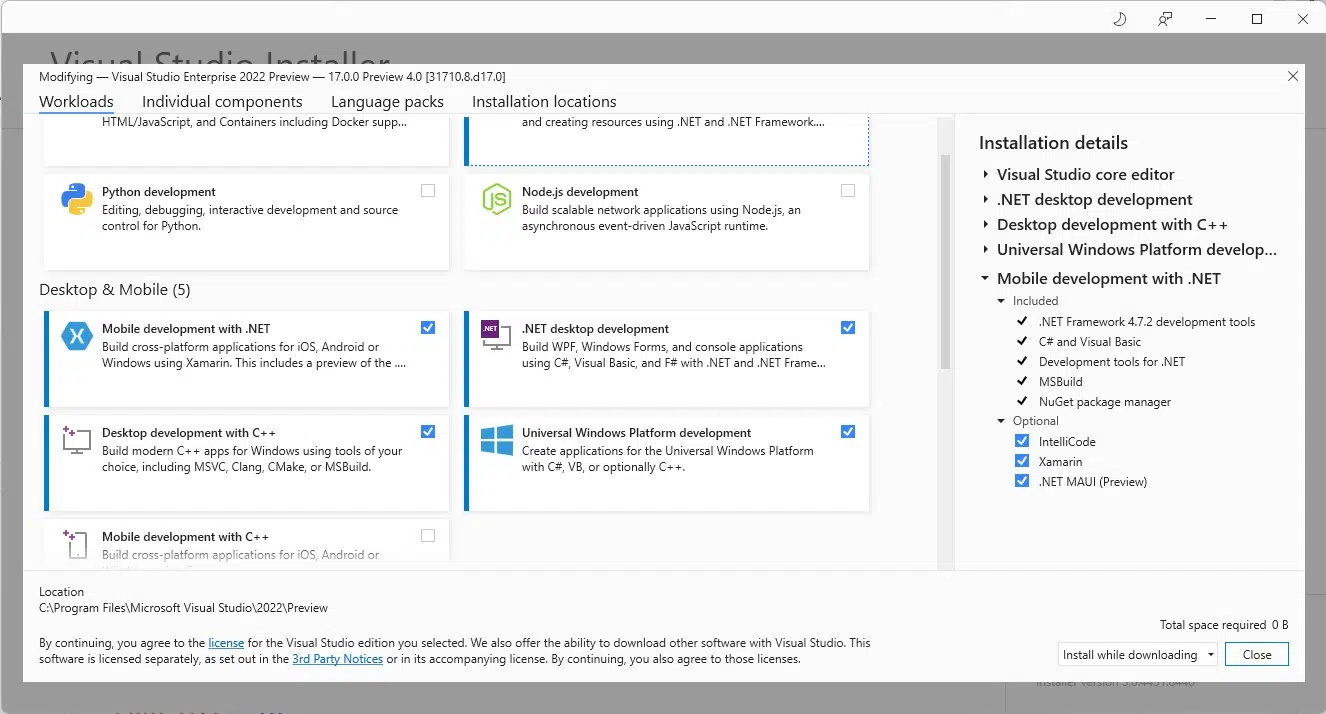 Visual Studio Installer
Modifying — Visual Studio Enterprise 2022 Preview — 17.0.0 Preview 4.0 [31710.8.d17.0]
Workloads Individual components Language packs Installation locations
HTML/JavaScript, and Containers including Docker supp...
and creating resources using .NET and .NET Framework....
Python development
Editing, debugging, interactive development and source
control for Python.
Node.js development
Build scalable network applications using Node.js, an
asynchronous event-driven JavaScript runtime.
Desktop & Mobile (5)
Mobile development with .NET
Build cross-platform applications for iOS, Android or
Windows using Xamarin. This includes a preview of the ....
.NET
.NET desktop development
Build WPF, Windows Forms, and console applications
using C#, Visual Basic, and F# with .NET and .NET Frame...
Desktop development with C++
Build modern C++ apps for Windows using tools of your
choice, including MSVC, Clang, CMake, or MSBuild.
Universal Windows Platform development
Create applications for the Universal Windows Platform
with C#, VB, or optionally C++.
Mobile development with C++
Build cross-platform applications for iOS, Android or
Installation details
Visual Studio core editor
.NET desktop development
Desktop development with C++
Universal Windows Platform develop...
Mobile development with .NET
Included
.NET Framework 4.7.2 development tools
C# and Visual Basic
Development tools for .NET
MSBuild
NuGet package manager
Optional
IntelliCode
Xamarin
.NET MAUI (Preview)
Location
C:\Program Files\Microsoft Visual Studio\2022\Preview
By continuing, you agree to the license for the Visual Studio edition you selected. We also offer the ability to download other software with Visual Studio. This
software is licensed separately, as set out in the 3rd Party Notices or in its accompanying license. By continuing, you also agree to those licenses.
Total space required 0 B
Install while downloading
Close